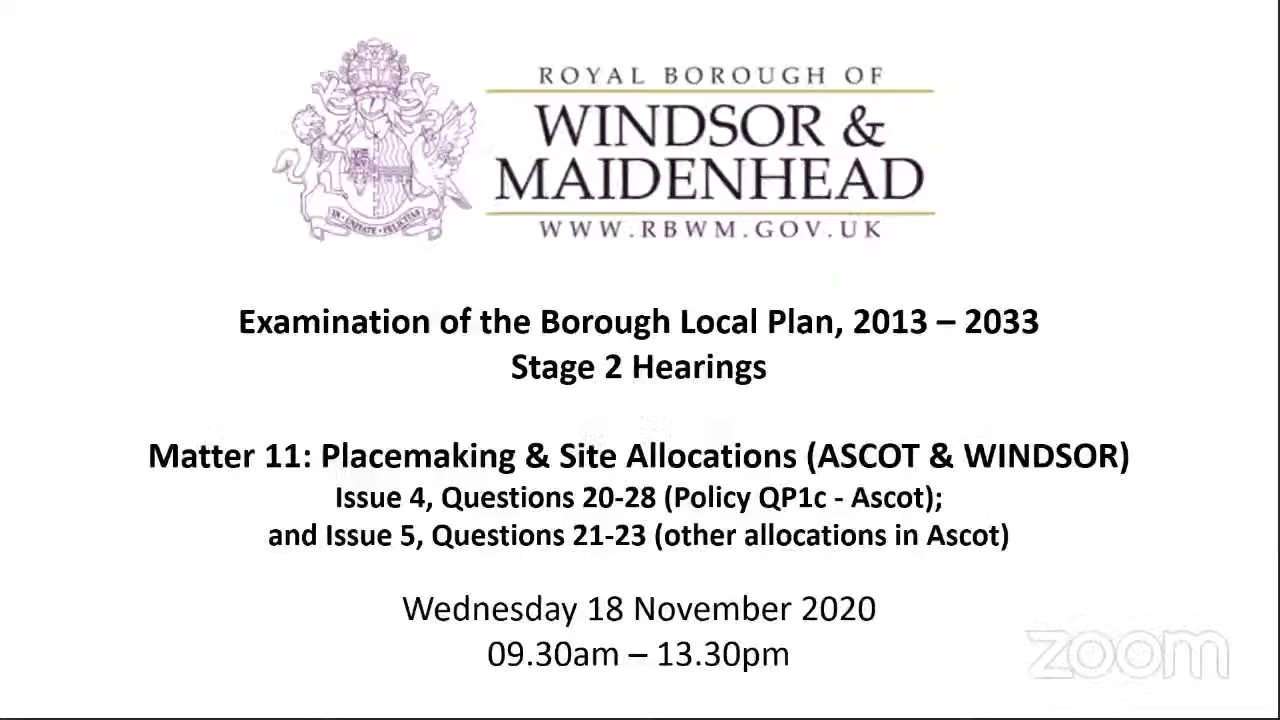 ROYAL BOROUGH OF
WINDSOR &
MAIDENHEAD
WWW.RBWM.GOV.UK
Examination of the Borough Local Plan, 2013 – 2033
Stage 2 Hearings
Matter 11: Placemaking & Site Allocations (ASCOT & WINDSOR)
Issue 4, Questions 20-28 (Policy QP1c - Ascot);
and Issue 5, Questions 21-23 (other allocations in Ascot)
Wednesday 18 November 2020
09.30am – 13.30pm
zoom